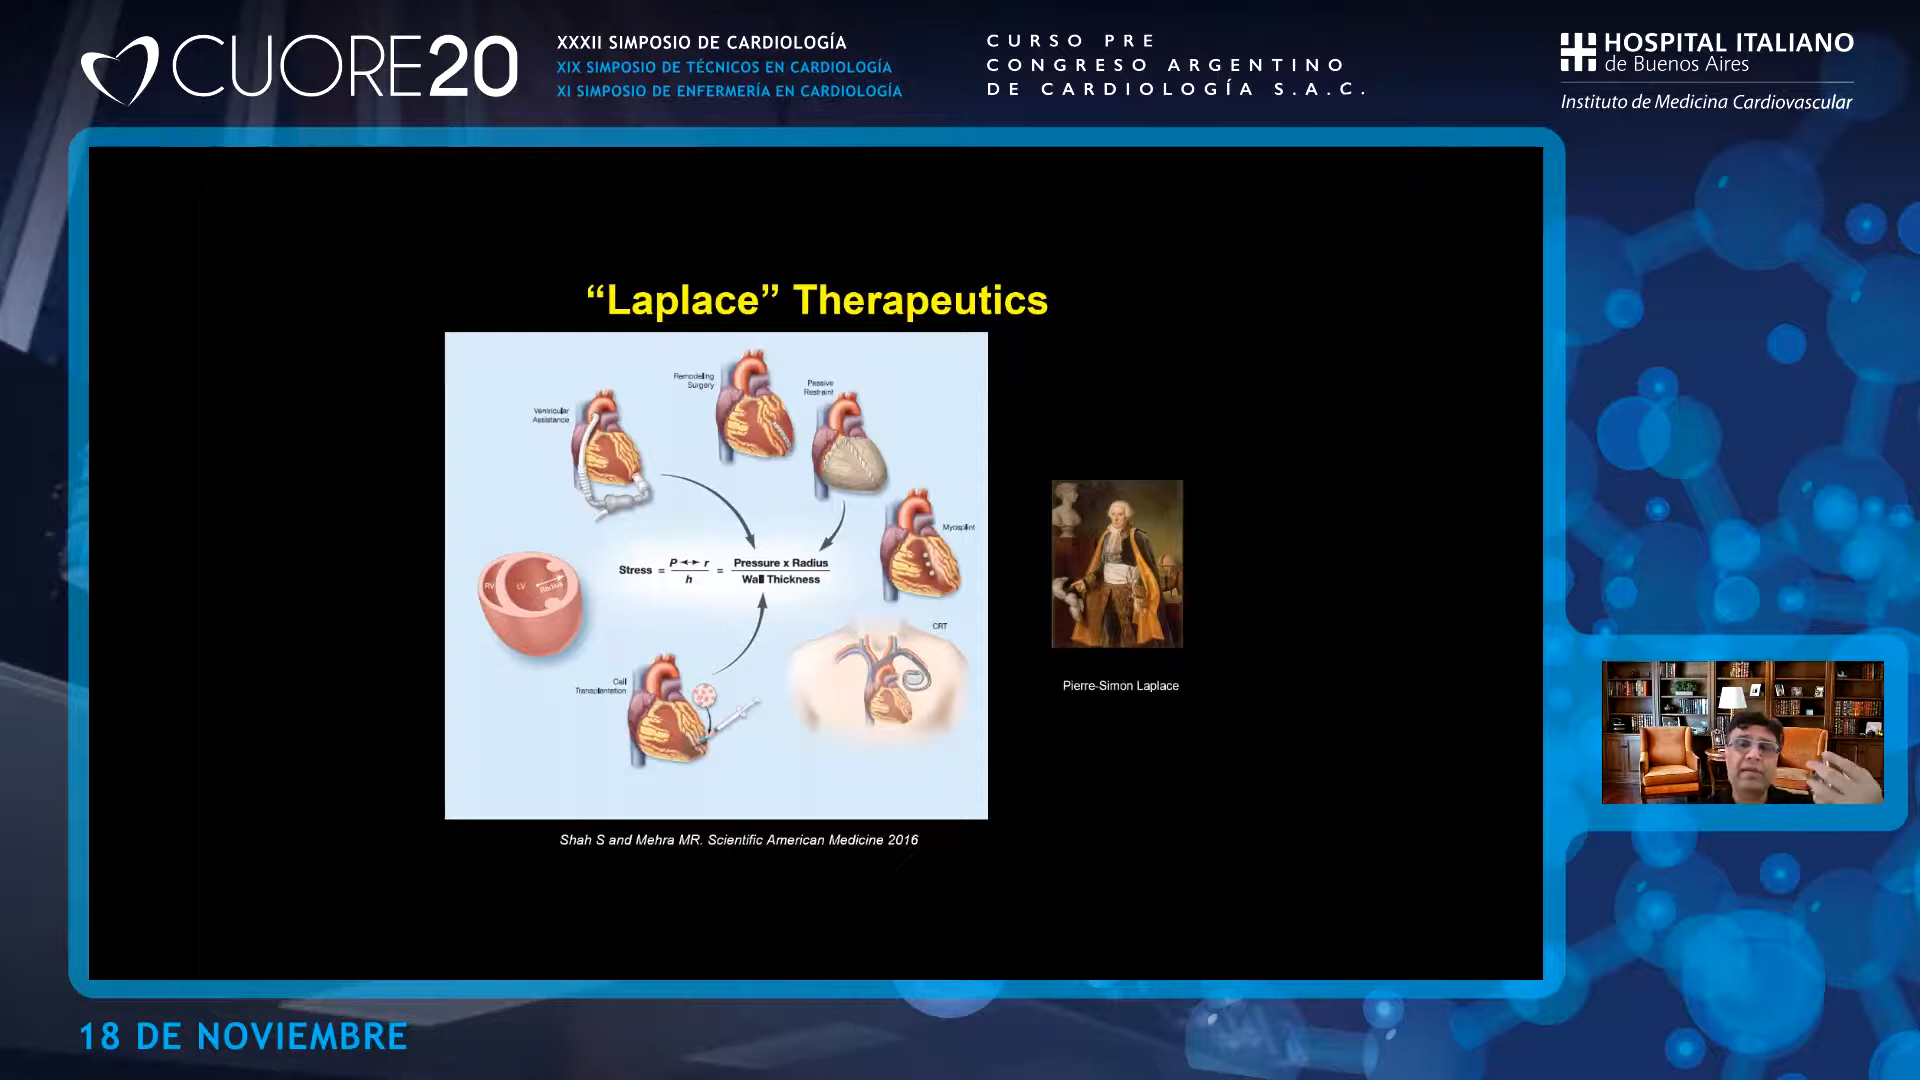 CUORE20
XXXII SIMPOSIO DE CARDIOLOGÍA
XIX SIMPOSIO DE TÉCNICOS EN CARDIOLOGÍA
XI SIMPOSIO DE ENFERMERÍA EN CARDIOLOGÍA
CURSO PRE
CONGRESO ARGENTINO
DE CARDIOLOGÍA S.A.C.
HOSPITAL ITALIANO
de Buenos Aires
Instituto de Medicina Cardiovascular
“Laplace” Therapeutics
Remodeling
Surgery
Passive
Restraint
Ventricular
Assistance
Myosplint
Stress = P ↔ r / h = Pressure x Radius / Wall Thickness
RV
LV
Radius
CRT
Cell
Transplantation
Pierre-Simon Laplace
Shah S and Mehra MR. Scientific American Medicine 2016
18 DE NOVIEMBRE